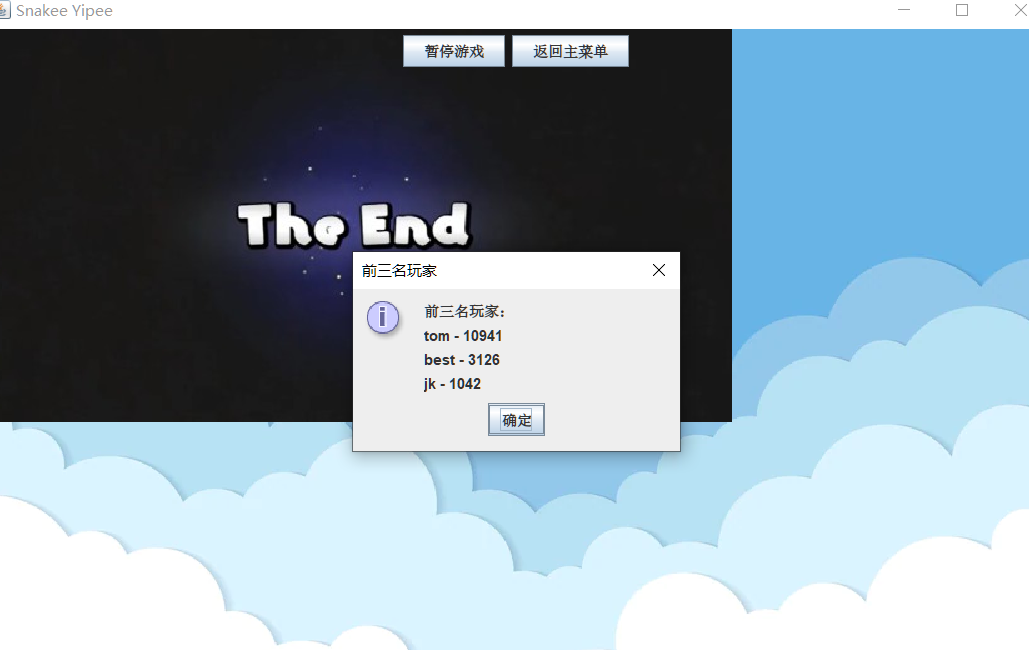 Snakee Yipee
暂停游戏
返回主菜单
The End
前三名玩家
前三名玩家:
tom - 10941
best - 3126
jk - 1042
确定